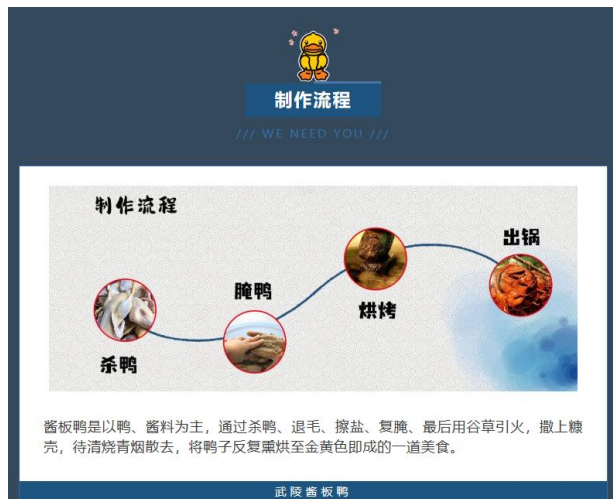 制作流程
/// WE NEED YOU ///
制作流程
出锅
腌鸭
烘烤
杀鸭
酱板鸭是以鸭、酱料为主，通过杀鸭、退毛、擦盐、复腌、最后用谷草引火，撒上糠
壳，待清烧青烟散去，将鸭子反复熏烘至金黄色即成的一道美食。
武陵酱板鸭